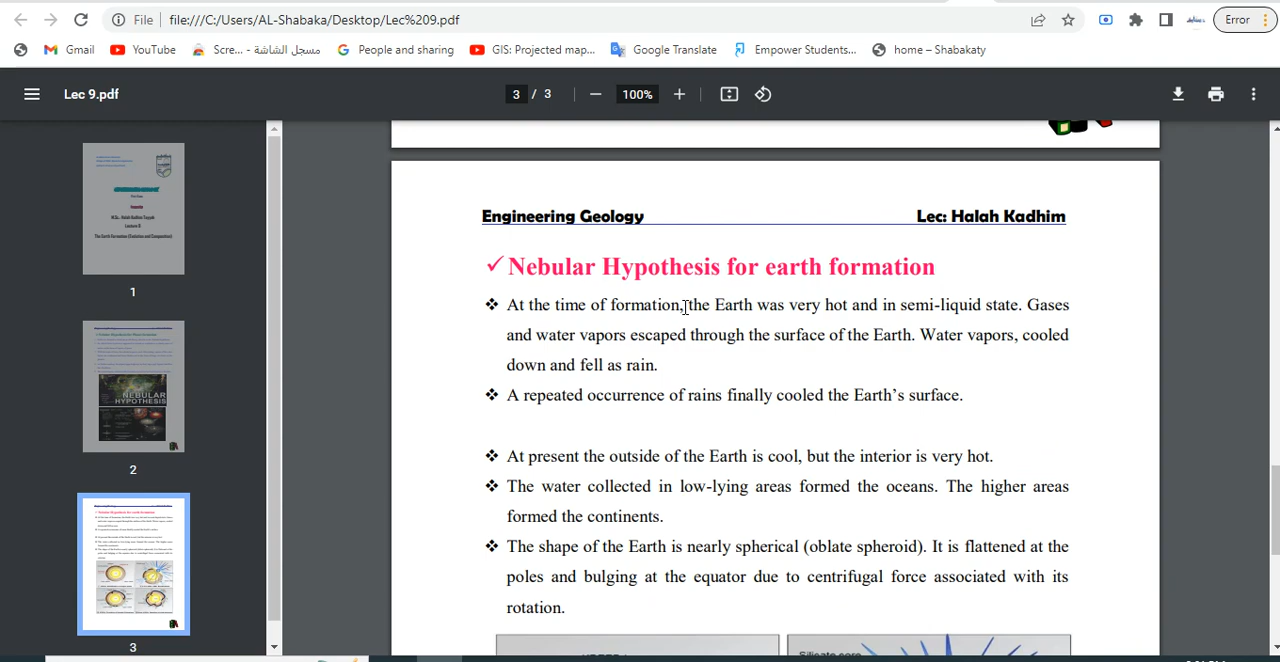 File file:///C:/Users/AL-Shabaka/Desktop/Lec%209.pdf Error
Gmail YouTube Scre... - مسجل الشاشة People and sharing GIS: Projected map... Google Translate Empower Students... home – Shabakaty
Lec 9.pdf 3 / 3 100%
1
2
3
Engineering Geology Lec: Halah Kadhim
Nebular Hypothesis for earth formation
At the time of formation, the Earth was very hot and in semi-liquid state. Gases
and water vapors escaped through the surface of the Earth. Water vapors, cooled
down and fell as rain.
A repeated occurrence of rains finally cooled the Earth's surface.
At present the outside of the Earth is cool, but the interior is very hot.
The water collected in low-lying areas formed the oceans. The higher areas
formed the continents.
The shape of the Earth is nearly spherical (oblate spheroid). It is flattened at the
poles and bulging at the equator due to centrifugal force associated with its
rotation.